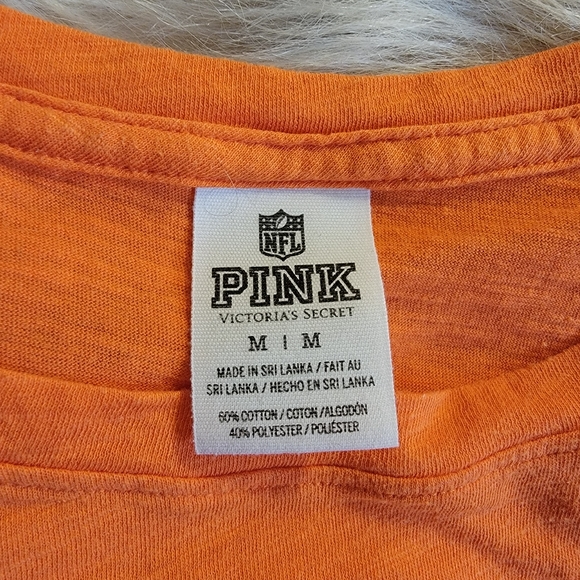 NFL
PINK
VICTORIA'S SECRET
M | M
MADE IN SRI LANKA / FAIT AU
SRI LANKA / HECHO EN SRI LANKA
60% COTTON / COTON /ALGODÓN
40% POLYESTER / POLIÉSTER